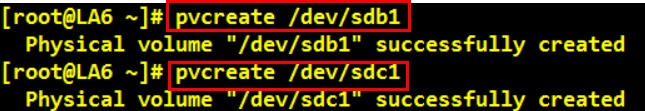 [root@LA6 ~]# pvcreate /dev/sdb1
  Physical volume "/dev/sdb1" successfully created
[root@LA6 ~]# pvcreate /dev/sdc1
  Physical volume "/dev/sdc1" successfully created